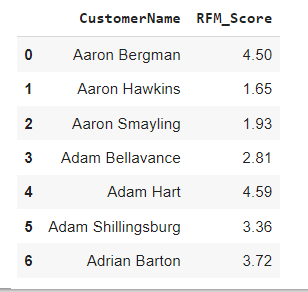 CustomerName RFM_Score
0 Aaron Bergman 4.50
1 Aaron Hawkins 1.65
2 Aaron Smayling 1.93
3 Adam Bellavance 2.81
4 Adam Hart 4.59
5 Adam Shillingsburg 3.36
6 Adrian Barton 3.72